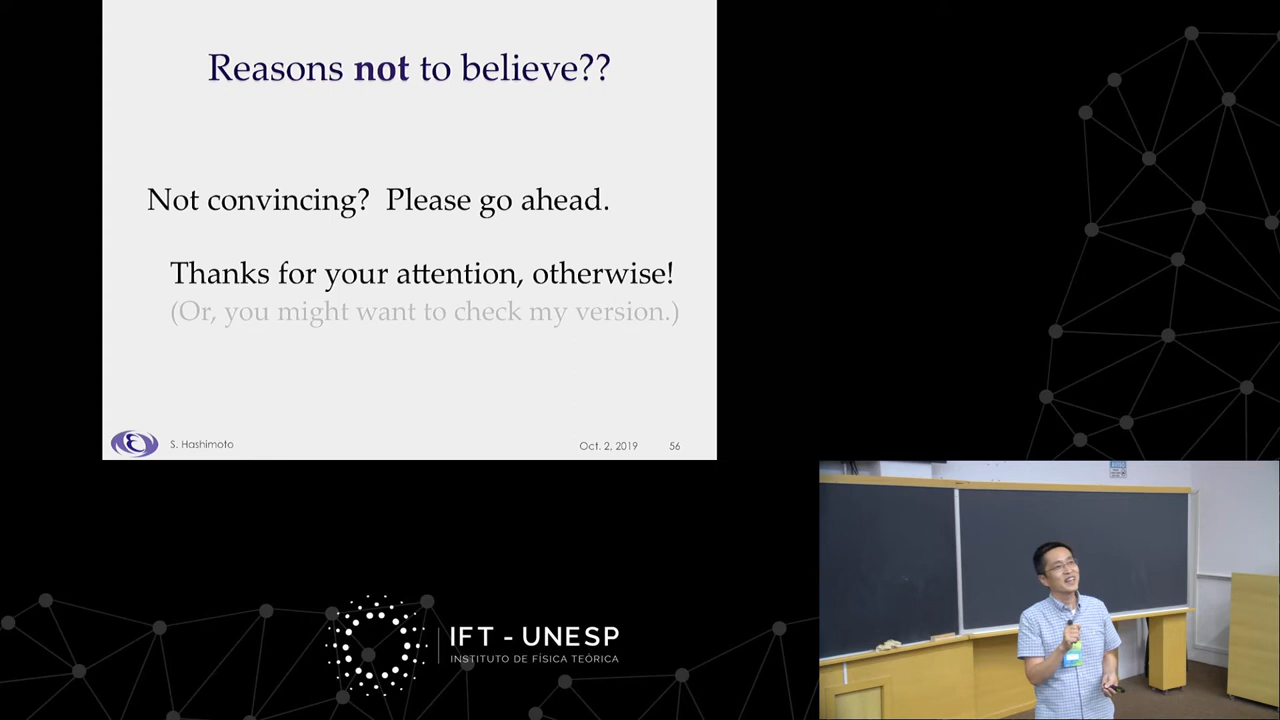 Reasons not to believe??
Not convincing? Please go ahead.
Thanks for your attention, otherwise!
(Or, you might want to check my version.)
S. Hashimoto
Oct. 2, 2019
56
IFT - UNESP
INSTITUTO DE FÍSICA TEÓRICA